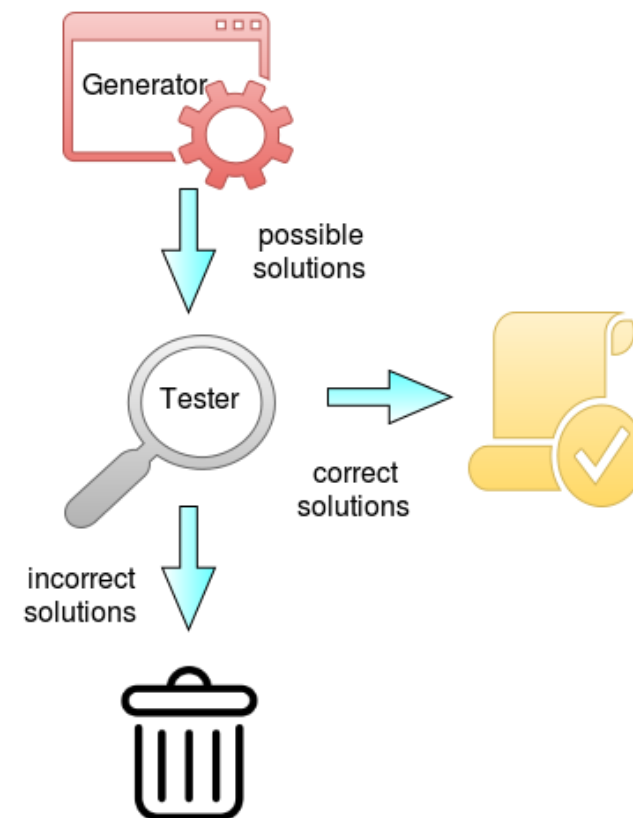 Generator
possible
solutions
Tester
correct
solutions
incorrect
solutions